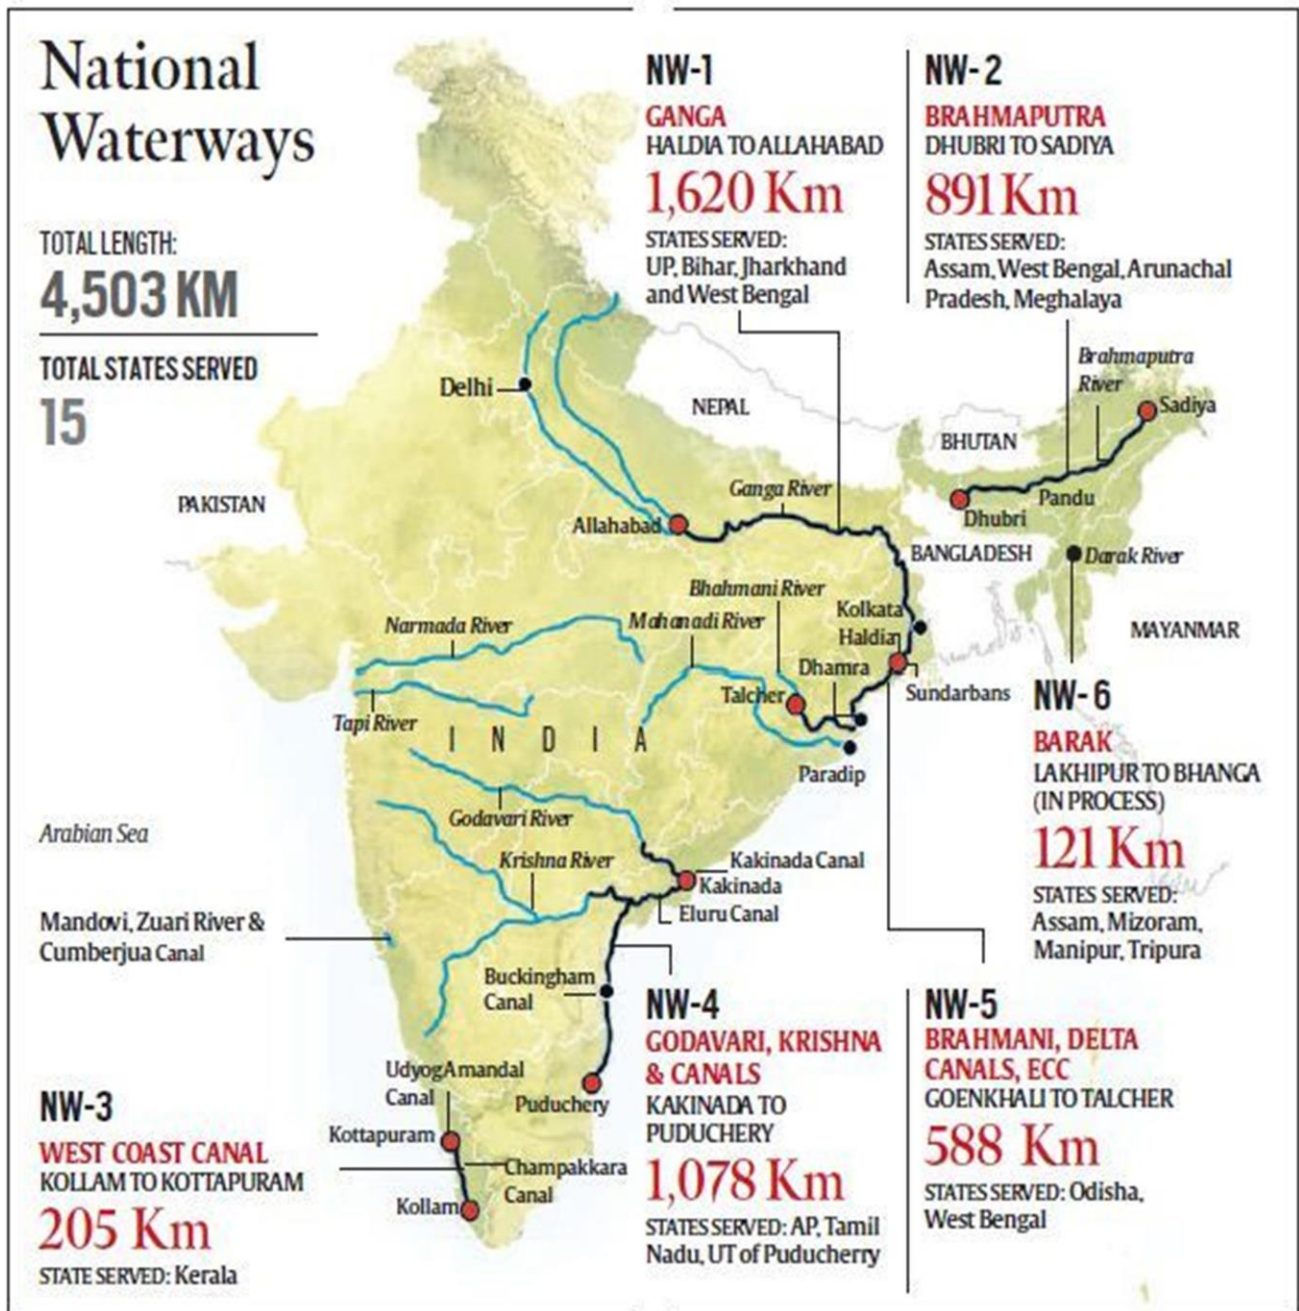 National
Waterways
TOTAL LENGTH:
4,503 KM
TOTAL STATES SERVED
15
NW-1
GANGA
HALDIA TO ALLAHABAD
1,620 Km
STATES SERVED:
UP, Bihar, Jharkhand
and West Bengal
NW-2
BRAHMAPUTRA
DHUBRI TO SADIYA
891 Km
STATES SERVED:
Assam, West Bengal, Arunachal
Pradesh, Meghalaya
Brahmaputra
River
Sadiya
Delhi
NEPAL
BHUTAN
PAKISTAN
Ganga River
Pandu
Dhubri
Allahabad
BANGLADESH
Darak River
Bhahmani River
Kolkata
Narmada River
Mahanadi River
Haldia
MAYANMAR
Dhamra
Talcher
Sundarbans
Tapi River
INDIA
Paradip
NW-6
BARAK
LAKHIPUR TO BHANGA
(IN PROCESS)
121 Km
STATES SERVED:
Assam, Mizoram,
Manipur, Tripura
Arabian Sea
Godavari River
Krishna River
Kakinada Canal
Kakinada
Eluru Canal
Mandovi, Zuari River &
Cumberjua Canal
Buckingham
Canal
UdyogAmandal
Canal
Puduchery
Kottapuram
Champakkara
Canal
Kollam
NW-3
WEST COAST CANAL
KOLLAM TO KOTTAPURAM
205 Km
STATE SERVED: Kerala
NW-4
GODAVARI, KRISHNA
& CANALS
KAKINADA TO
PUDUCHERY
1,078 Km
STATES SERVED: AP, Tamil
Nadu, UT of Puducherry
NW-5
BRAHMANI, DELTA
CANALS, ECC
GOENKHALI TO TALCHER
588 Km
STATES SERVED: Odisha,
West Bengal